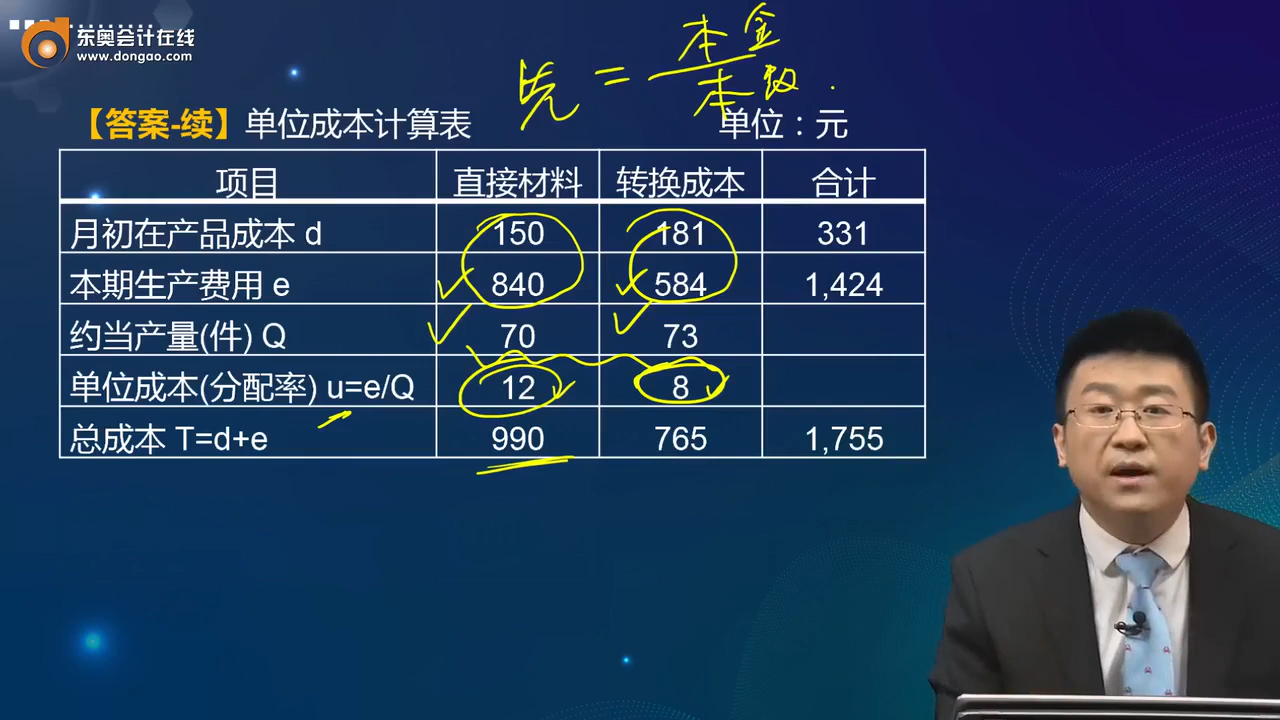 东奥会计在线
www.dongao.com
先 = 本金 / 本数
【答案-续】单位成本计算表 单位：元
项目 直接材料 转换成本 合计
月初在产品成本 d 150 181 331
本期生产费用 e 840 584 1,424
约当产量(件) Q 70 73
单位成本(分配率) u=e/Q 12 8
总成本 T=d+e 990 765 1,755